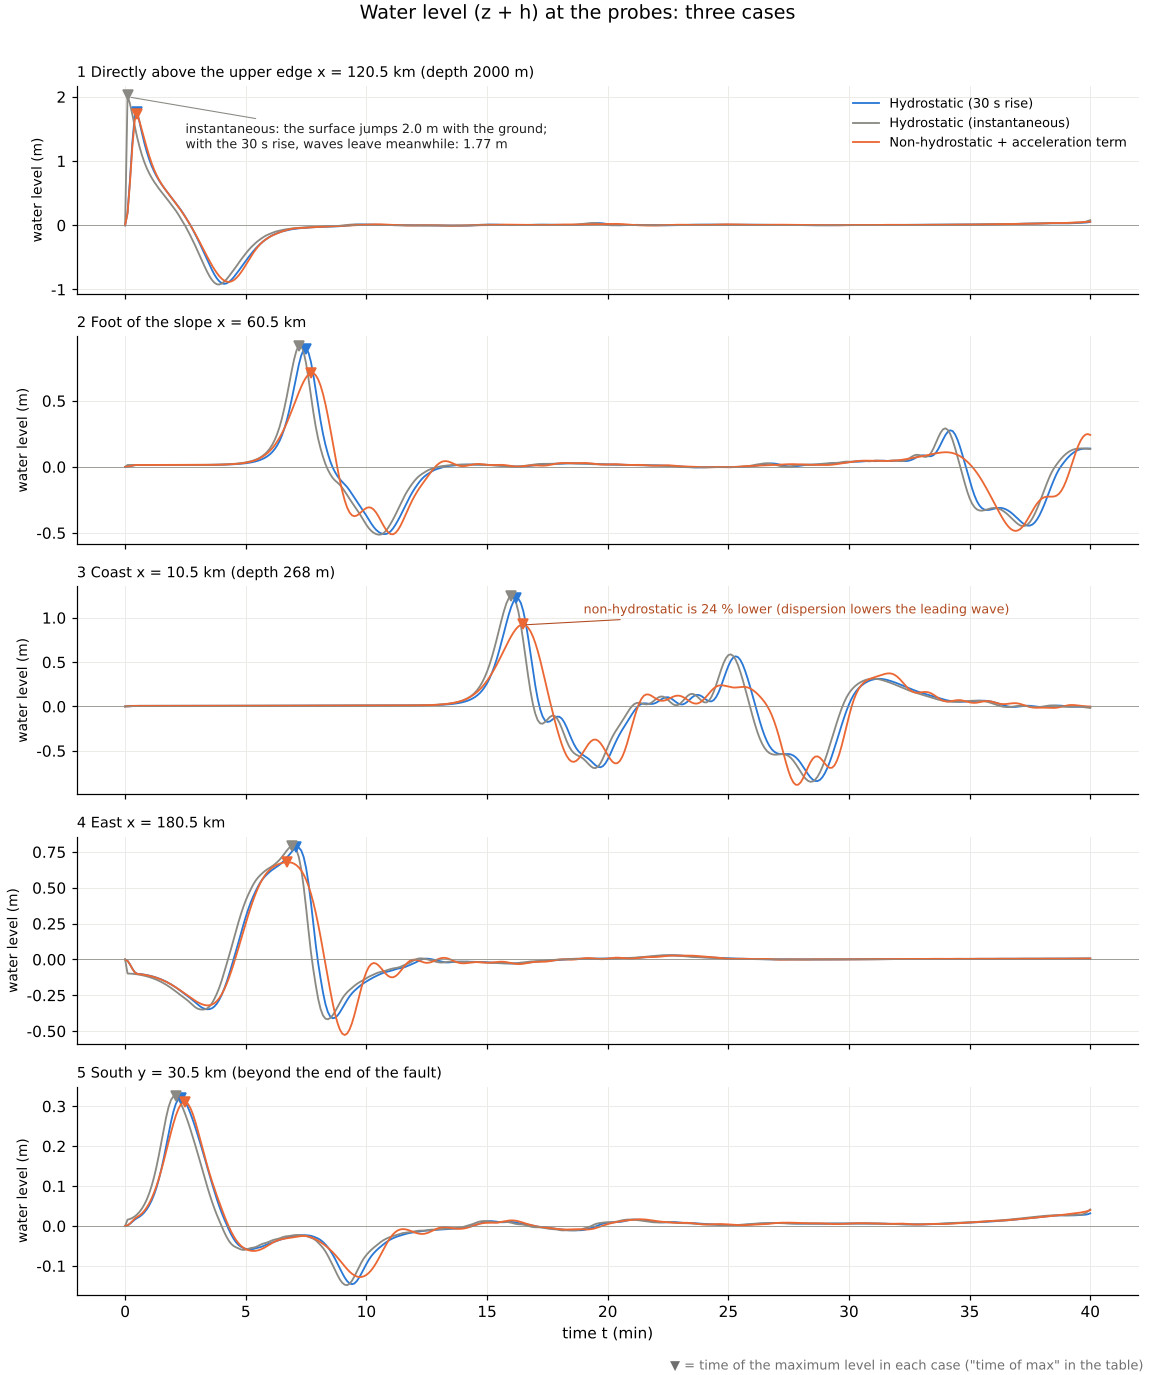 Water level (z + h) at the probes: three cases
1 Directly above the upper edge x = 120.5 km (depth 2000 m)
water level (m)
2
1
0
-1
instantaneous: the surface jumps 2.0 m with the ground;
with the 30 s rise, waves leave meanwhile: 1.77 m
Hydrostatic (30 s rise)
Hydrostatic (instantaneous)
Non-hydrostatic + acceleration term
2 Foot of the slope x = 60.5 km
water level (m)
0.5
0.0
-0.5
3 Coast x = 10.5 km (depth 268 m)
water level (m)
1.0
0.5
0.0
-0.5
non-hydrostatic is 24 % lower (dispersion lowers the leading wave)
4 East x = 180.5 km
water level (m)
0.75
0.50
0.25
0.00
-0.25
-0.50
5 South y = 30.5 km (beyond the end of the fault)
water level (m)
0.3
0.2
0.1
0.0
-0.1
0 5 10 15 20 25 30 35 40
time t (min)
▼ = time of the maximum level in each case ("time of max" in the table)